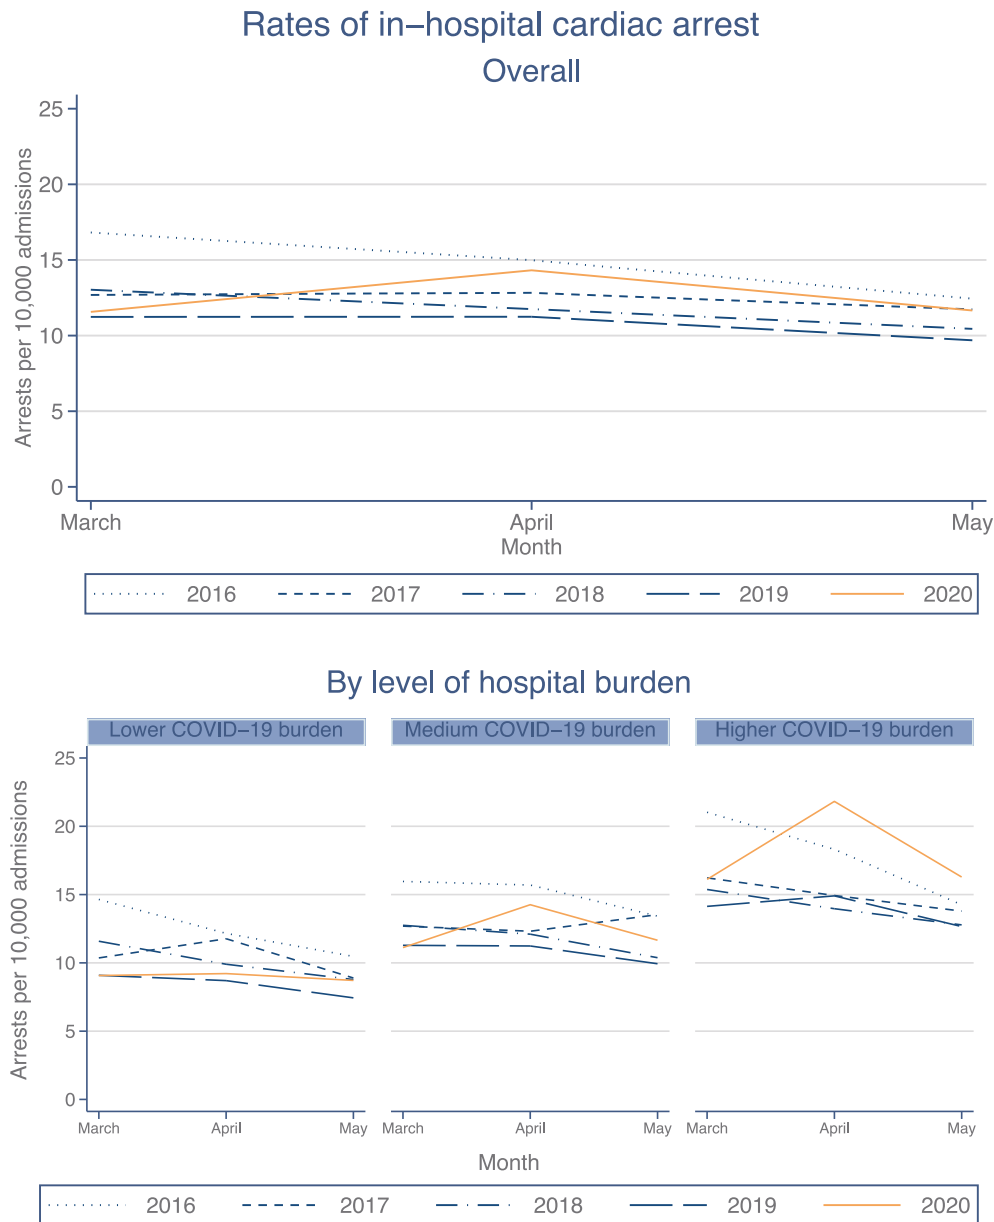 Rates of in–hospital cardiac arrest
Overall
Arrests per 10,000 admissions
25
20
15
10
5
0
March April May
Month
2016 2017 2018 2019 2020
By level of hospital burden
Lower COVID–19 burden Medium COVID–19 burden Higher COVID–19 burden
Arrests per 10,000 admissions
25
20
15
10
5
0
March April May March April May March April May
Month
2016 2017 2018 2019 2020